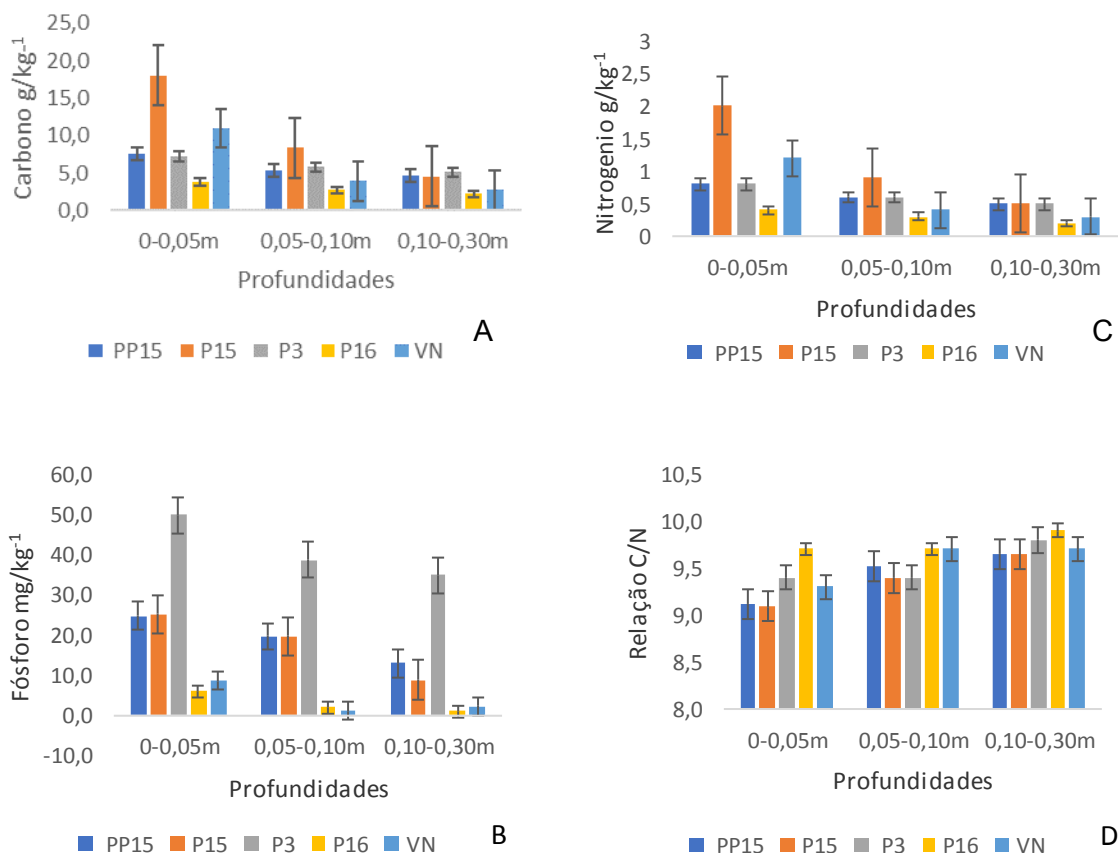 25,0
20,0
15,0
10,0
5,0
0,0
Carbono g/kg-¹
0-0,05m 0,05-0,10m 0,10-0,30m
Profundidades
PP15 P15 P3 P16 VN
A
3
2,5
2
1,5
1
0,5
0
Nitrogenio g/kg⁻¹
0-0,05m 0,05-0,10m 0,10-0,30m
Profundidades
PP15 P15 P3 P16 VN
C
60,0
50,0
40,0
30,0
20,0
10,0
0,0
-10,0
Fósforo mg/kg⁻¹
0-0,05m 0,05-0,10m 0,10-0,30m
Profundidades
PP15 P15 P3 P16 VN
B
10,5
10,0
9,5
9,0
8,5
8,0
Relação C/N
0-0,05m 0,05-0,10m 0,10-0,30m
Profundidades
PP15 P15 P3 P16 VN
D